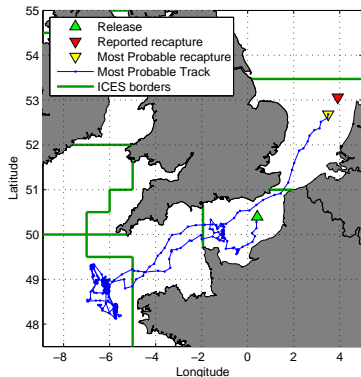 Release
Reported recapture
Most Probable recapture
Most Probable Track
ICES borders
55
54
53
52
51
50
49
48
Latitude
−8
−6
−4
−2
0
2
4
Longitude